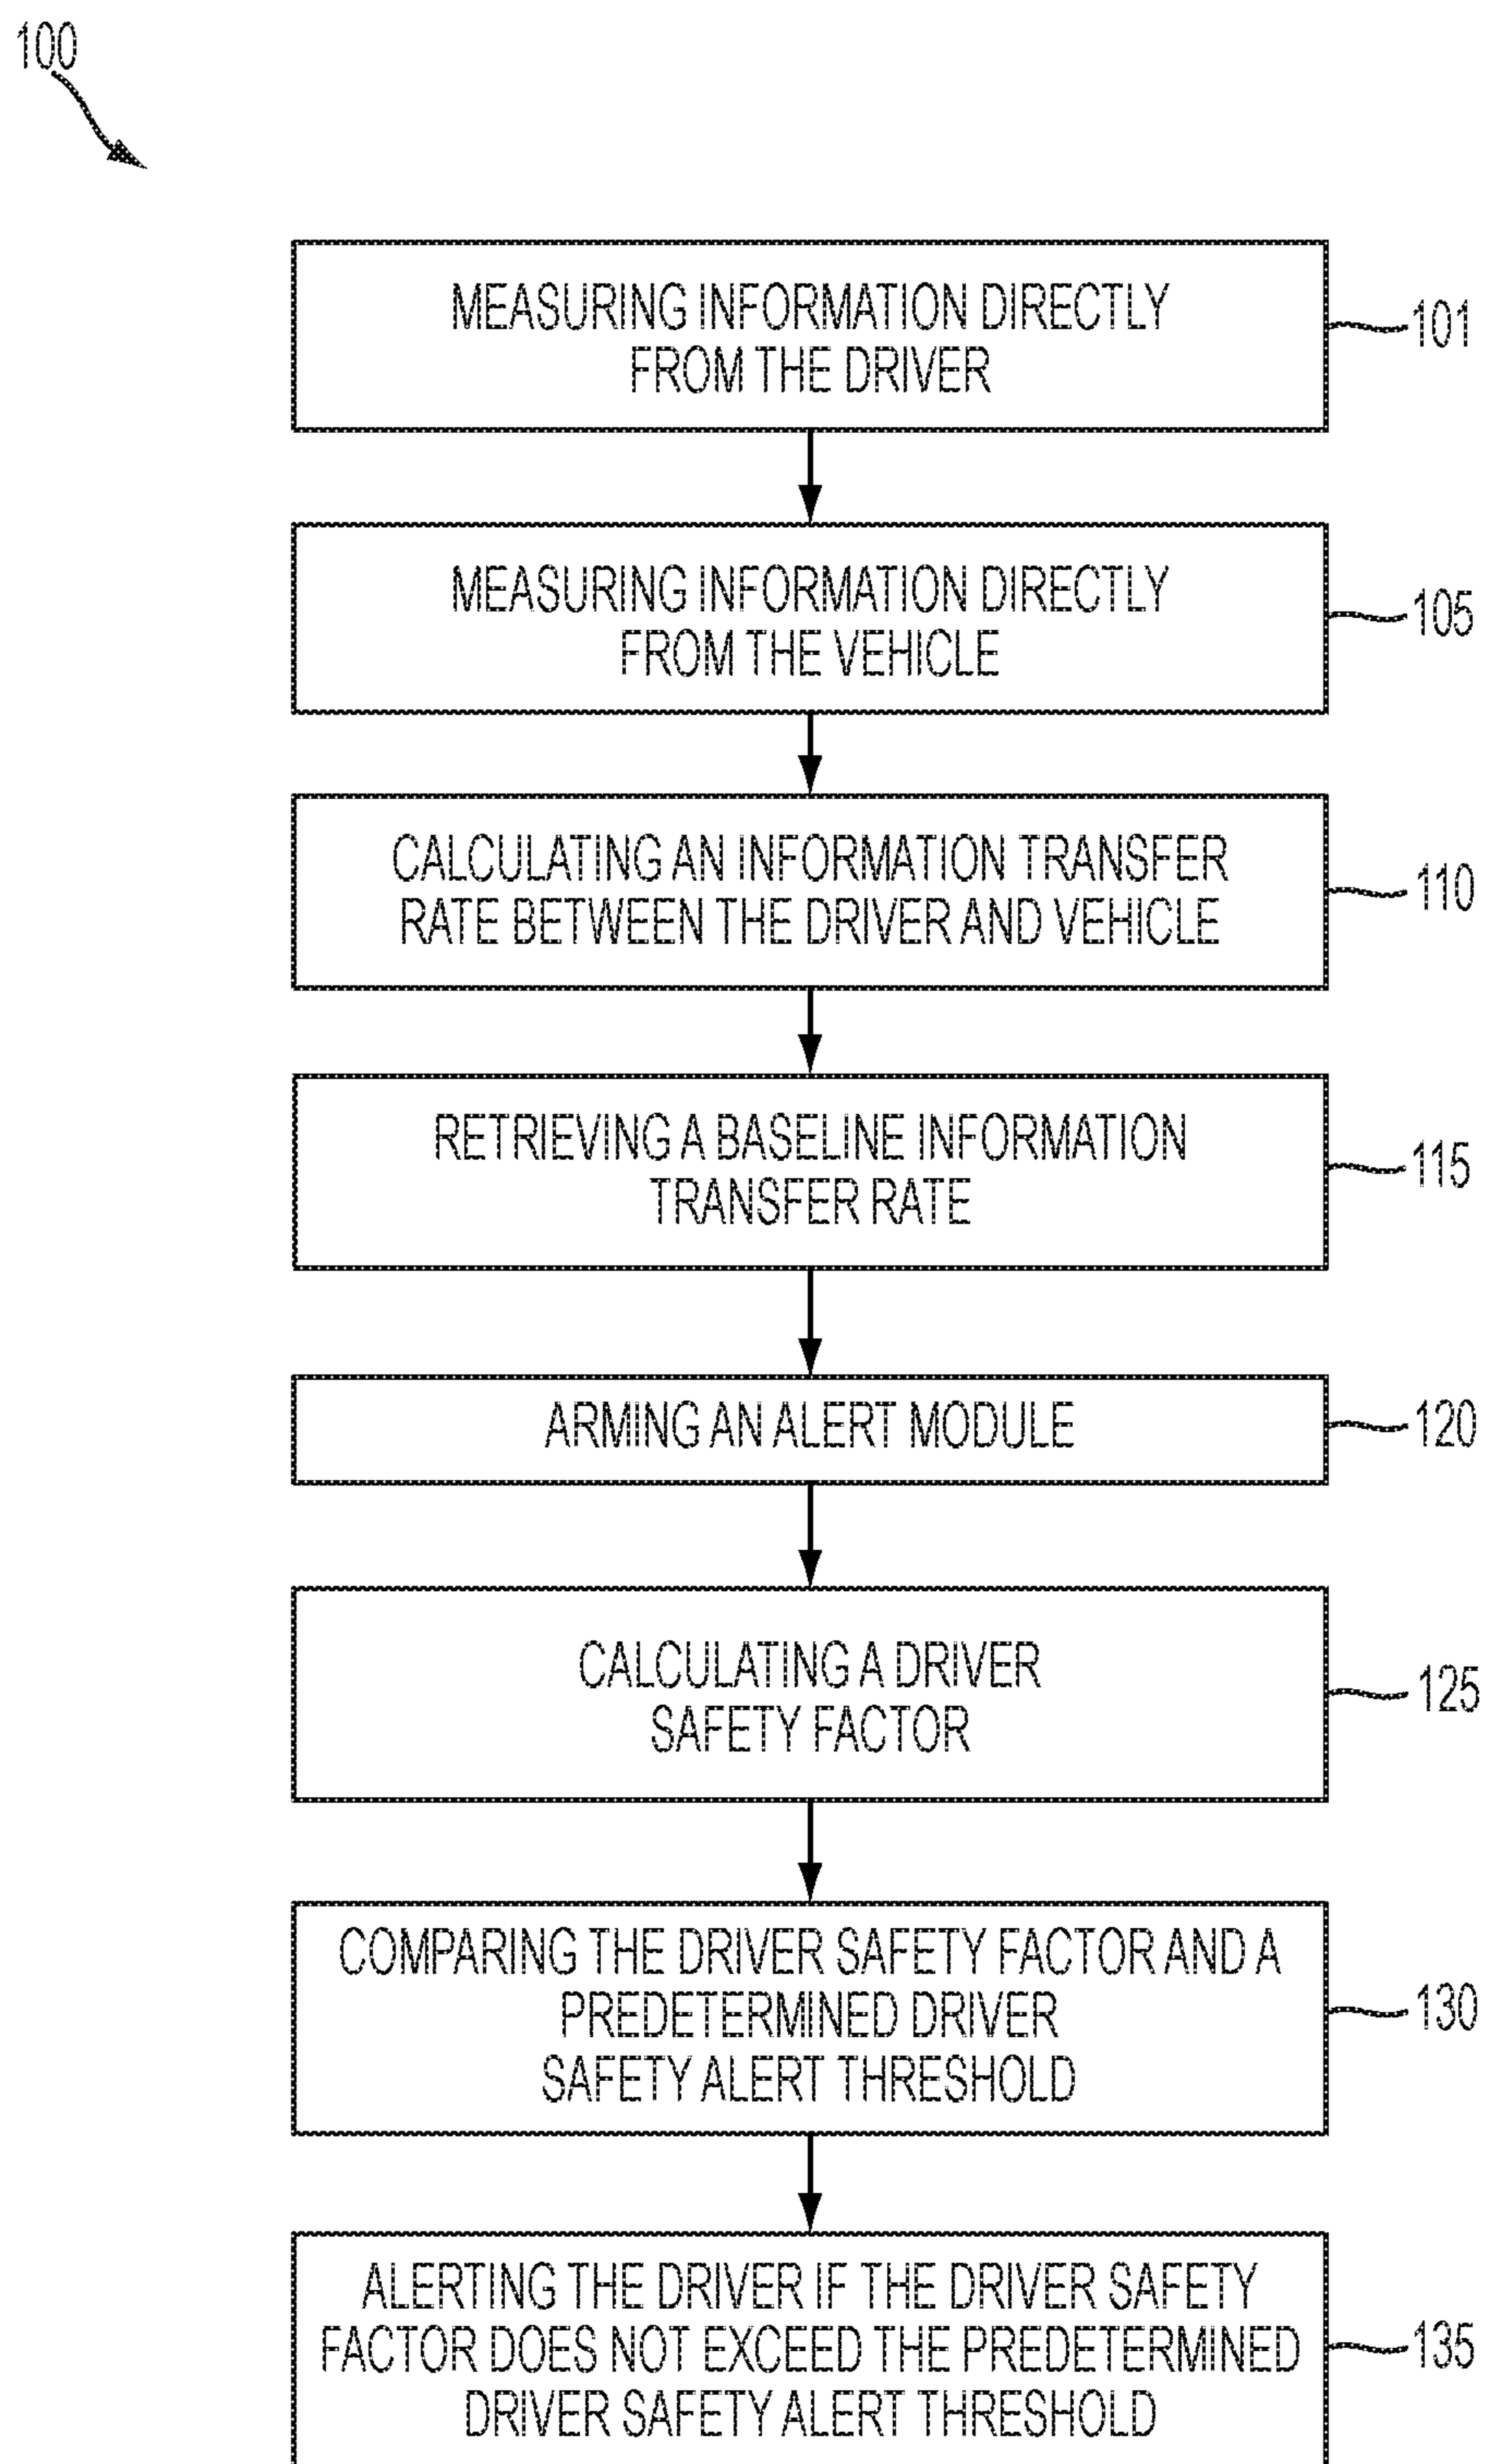 100
MEASURING INFORMATION DIRECTLY
FROM THE DRIVER
101
MEASURING INFORMATION DIRECTLY
FROM THE VEHICLE
105
CALCULATING AN INFORMATION TRANSFER
RATE BETWEEN THE DRIVER AND VEHICLE
110
RETRIEVING A BASELINE INFORMATION
TRANSFER RATE
115
ARMING AN ALERT MODULE
120
CALCULATING A DRIVER
SAFETY FACTOR
125
COMPARING THE DRIVER SAFETY FACTOR AND A
PREDETERMINED DRIVER
SAFETY ALERT THRESHOLD
130
ALERTING THE DRIVER IF THE DRIVER SAFETY
FACTOR DOES NOT EXCEED THE PREDETERMINED
DRIVER SAFETY ALERT THRESHOLD
135